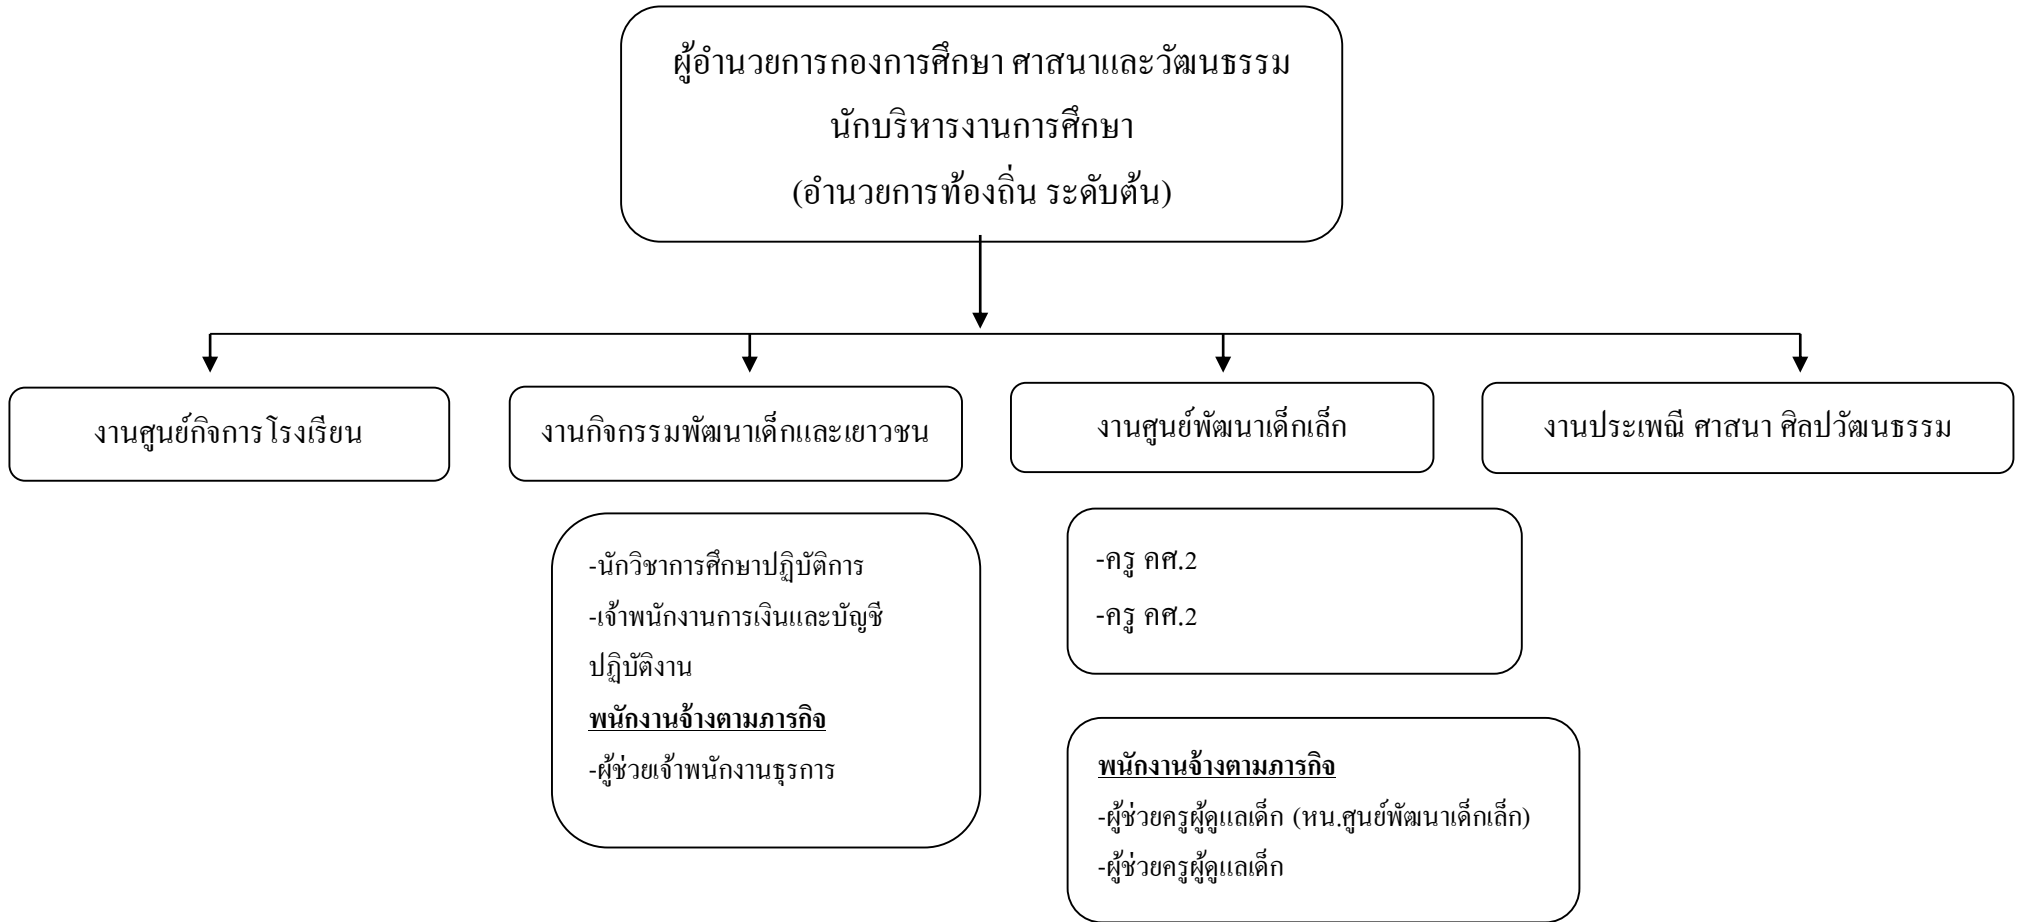 ผู้อำนวยการกองการศึกษา ศาสนาและวัฒนธรรม
นักบริหารงานการศึกษา
(อำนวยการท้องถิ่น ระดับต้น)
งานศูนย์กิจการโรงเรียน
งานกิจกรรมพัฒนาเด็กและเยาวชน
งานศูนย์พัฒนาเด็กเล็ก
งานประเพณี ศาสนา ศิลปวัฒนธรรม
-นักวิชาการศึกษาปฏิบัติการ
-เจ้าพนักงานการเงินและบัญชี
ปฏิบัติงาน
พนักงานจ้างตามภารกิจ
-ผู้ช่วยเจ้าพนักงานธุรการ
-ครู คศ.2
-ครู คศ.2
พนักงานจ้างตามภารกิจ
-ผู้ช่วยครูผู้ดูแลเด็ก (หน.ศูนย์พัฒนาเด็กเล็ก)
-ผู้ช่วยครูผู้ดูแลเด็ก